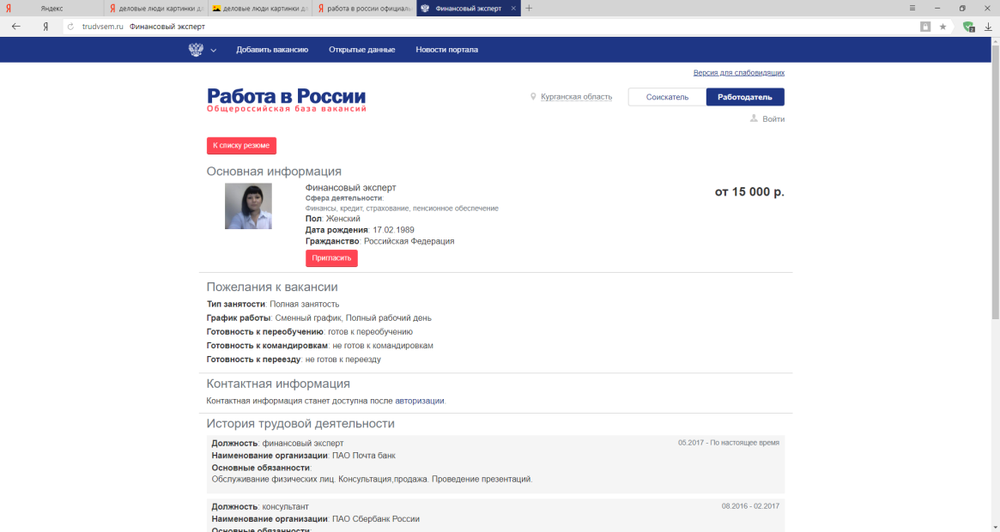 Яндекс
деловые люди картинки дл
деловые люди картинки дл
работа в россии официаль
Финансовый эксперт
trudvsem.ru Финансовый эксперт
Добавить вакансию Открытые данные Новости портала
Версия для слабовидящих
Работа в России
Общероссийская база вакансий
Курганская область
Соискатель
Работодатель
Войти
К списку резюме
Основная информация
Финансовый эксперт
от 15 000 р.
Сфера деятельности:
Финансы, кредит, страхование, пенсионное обеспечение
Пол: Женский
Дата рождения: 17.02.1989
Гражданство: Российская Федерация
Пригласить
Пожелания к вакансии
Тип занятости: Полная занятость
График работы: Сменный график, Полный рабочий день
Готовность к переобучению: готов к переобучению
Готовность к командировкам: не готов к командировкам
Готовность к переезду: не готов к переезду
Контактная информация
Контактная информация станет доступна после авторизации.
История трудовой деятельности
Должность: финансовый эксперт
05.2017 - По настоящее время
Наименование организации: ПАО Почта банк
Основные обязанности:
Обслуживание физических лиц. Консультация,продажа. Проведение презентаций.
Должность: консультант
08.2016 - 02.2017
Наименование организации: ПАО Сбербанк России
Основные обязанности: